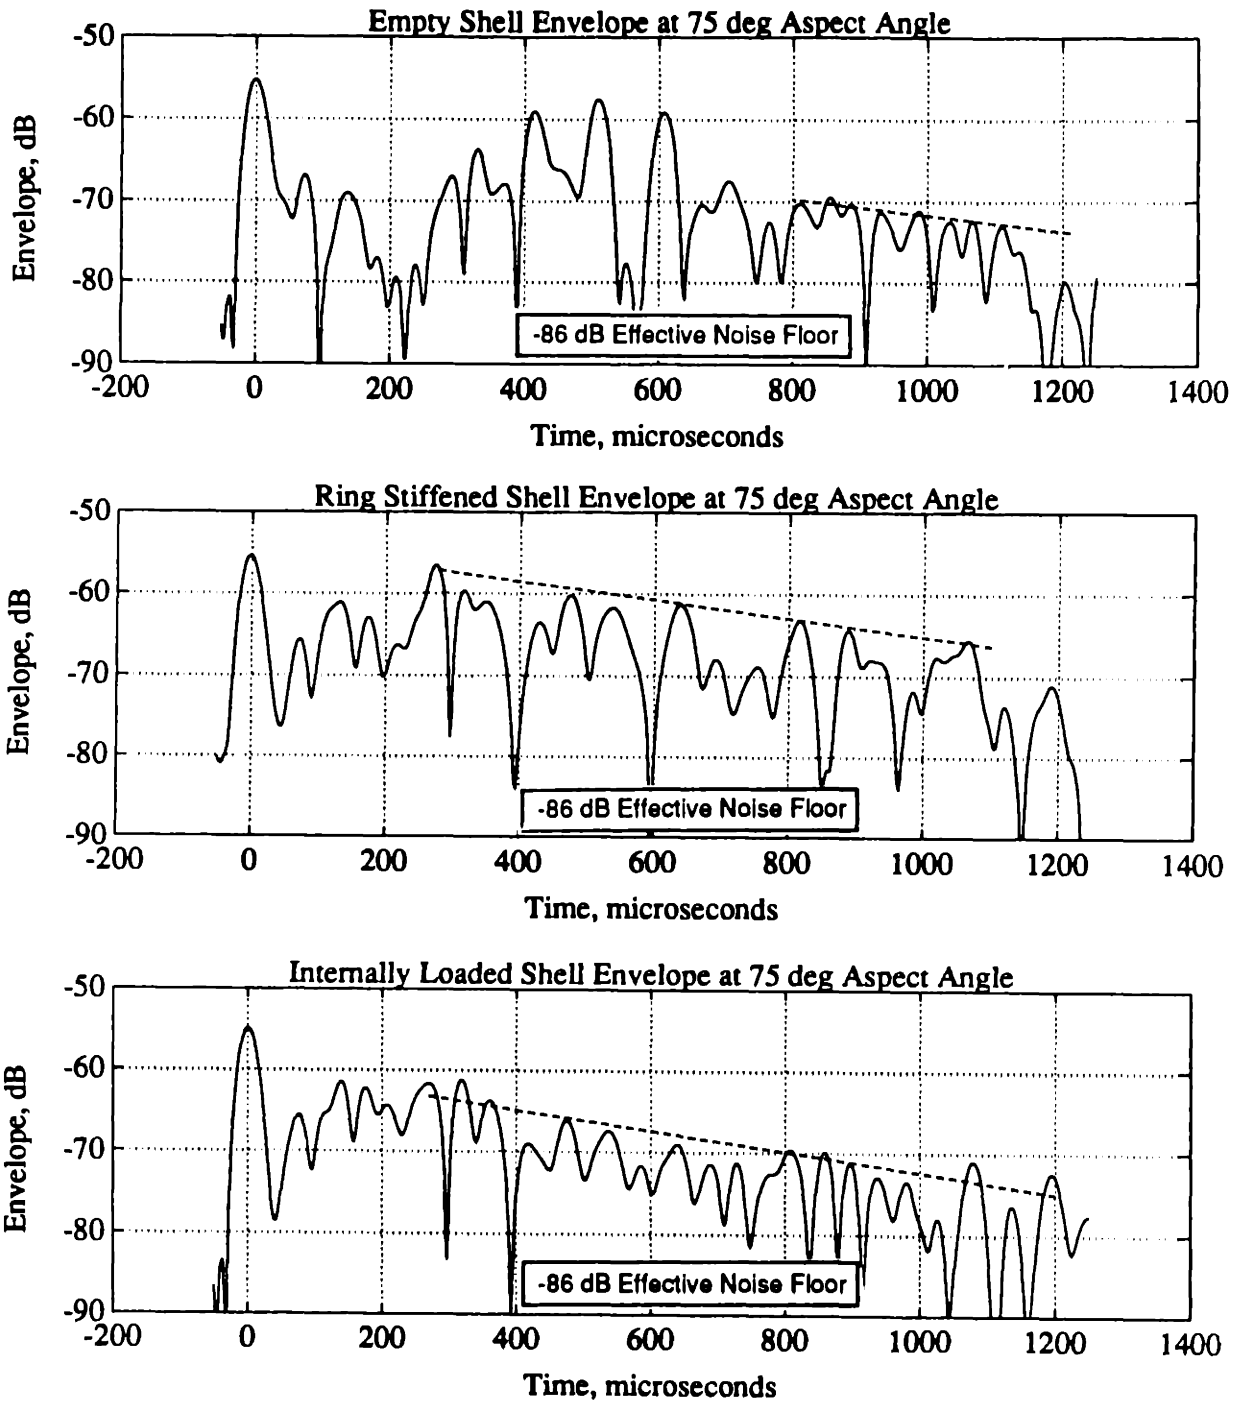 Empty Shell Envelope at 75 deg Aspect Angle
-50
-60
-70
-80
-90
Envelope, dB
-86 dB Effective Noise Floor
-200 0 200 400 600 800 1000 1200 1400
Time, microseconds
Ring Stiffened Shell Envelope at 75 deg Aspect Angle
-50
-60
-70
-80
-90
Envelope, dB
-86 dB Effective Noise Floor
-200 0 200 400 600 800 1000 1200 1400
Time, microseconds
Internally Loaded Shell Envelope at 75 deg Aspect Angle
-50
-60
-70
-80
-90
Envelope, dB
-86 dB Effective Noise Floor
-200 0 200 400 600 800 1000 1200 1400
Time, microseconds